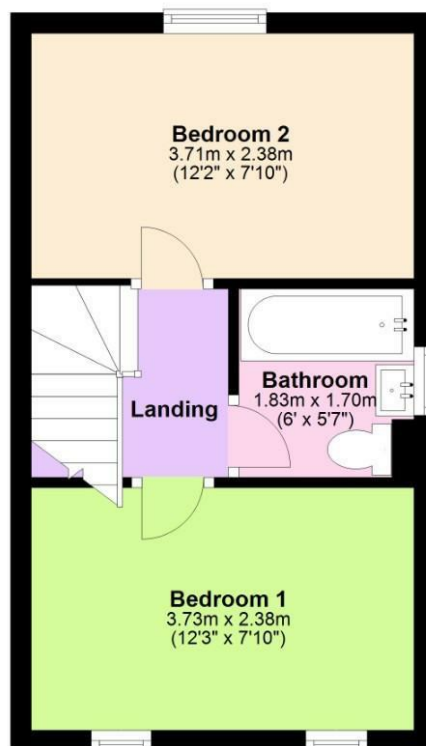 Bedroom 2
3.71m x 2.38m
(12'2" x 7'10")
Bathroom
1.83m x 1.70m
(6' x 5'7")
Landing
Bedroom 1
3.73m x 2.38m
(12'3" x 7'10")